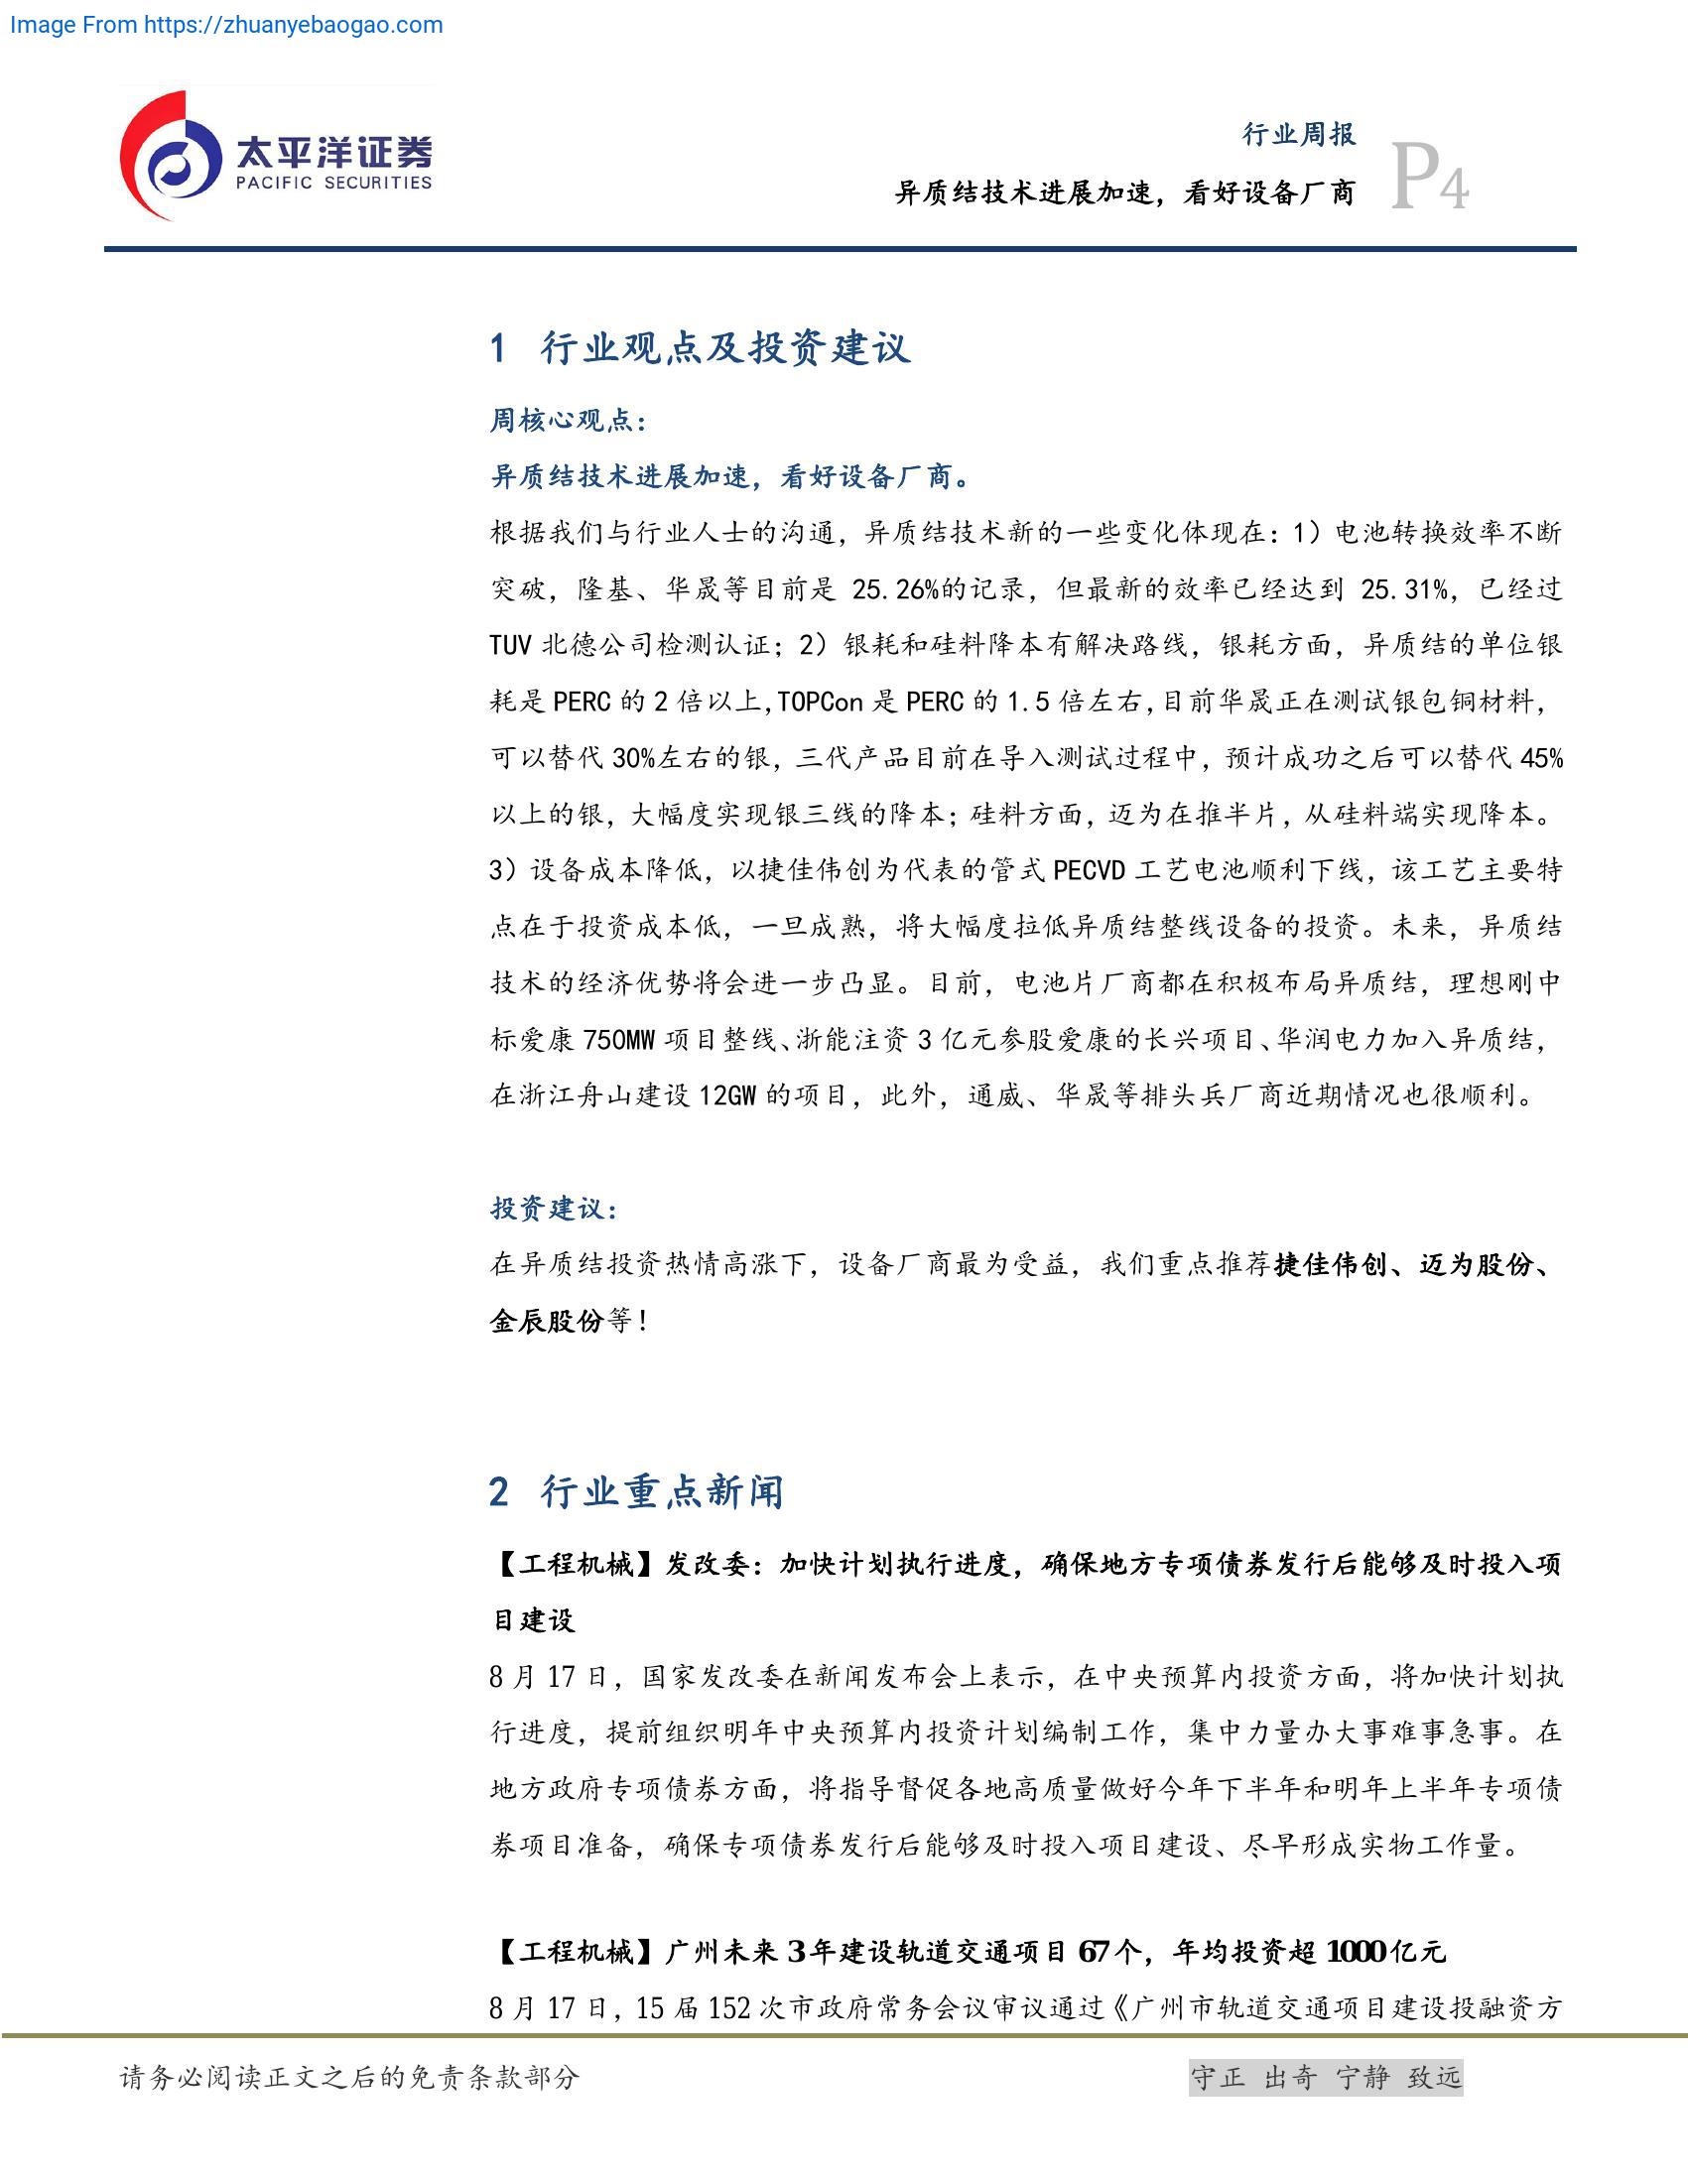 Image From https://zhuanyebaogao.com
太平洋证券
PACIFIC SECURITIES
行业周报
异质结技术进展加速，看好设备厂商
P4
1 行业观点及投资建议
周核心观点：
异质结技术进展加速，看好设备厂商。
根据我们与行业人士的沟通，异质结技术新的一些变化体现在：1）电池转换效率不断
突破，隆基、华晟等目前是 25.26%的记录，但最新的效率已经达到 25.31%，已经过
TUV 北德公司检测认证；2）银耗和硅料降本有解决路线，银耗方面，异质结的单位银
耗是 PERC 的 2 倍以上，TOPCon 是 PERC 的 1.5 倍左右，目前华晟正在测试银包铜材料，
可以替代 30%左右的银，三代产品目前在导入测试过程中，预计成功之后可以替代 45%
以上的银，大幅度实现银三线的降本；硅料方面，迈为在推半片，从硅料端实现降本。
3）设备成本降低，以捷佳伟创为代表的管式 PECVD 工艺电池顺利下线，该工艺主要特
点在于投资成本低，一旦成熟，将大幅度拉低异质结整线设备的投资。未来，异质结
技术的经济优势将会进一步凸显。目前，电池片厂商都在积极布局异质结，理想刚中
标爱康 750MW 项目整线、浙能注资 3 亿元参股爱康的长兴项目、华润电力加入异质结，
在浙江舟山建设 12GW 的项目，此外，通威、华晟等排头兵厂商近期情况也很顺利。
投资建议：
在异质结投资热情高涨下，设备厂商最为受益，我们重点推荐捷佳伟创、迈为股份、
金辰股份等！
2 行业重点新闻
【工程机械】发改委：加快计划执行进度，确保地方专项债券发行后能够及时投入项
目建设
8 月 17 日，国家发改委在新闻发布会上表示，在中央预算内投资方面，将加快计划执
行进度，提前组织明年中央预算内投资计划编制工作，集中力量办大事难事急事。在
地方政府专项债券方面，将指导督促各地高质量做好今年下半年和明年上半年专项债
券项目准备，确保专项债券发行后能够及时投入项目建设、尽早形成实物工作量。
【工程机械】广州未来 3 年建设轨道交通项目 67 个，年均投资超 1000 亿元
8 月 17 日，15 届 152 次市政府常务会议审议通过《广州市轨道交通项目建设投融资方
请务必阅读正文之后的免责条款部分
守正 出奇 宁静 致远